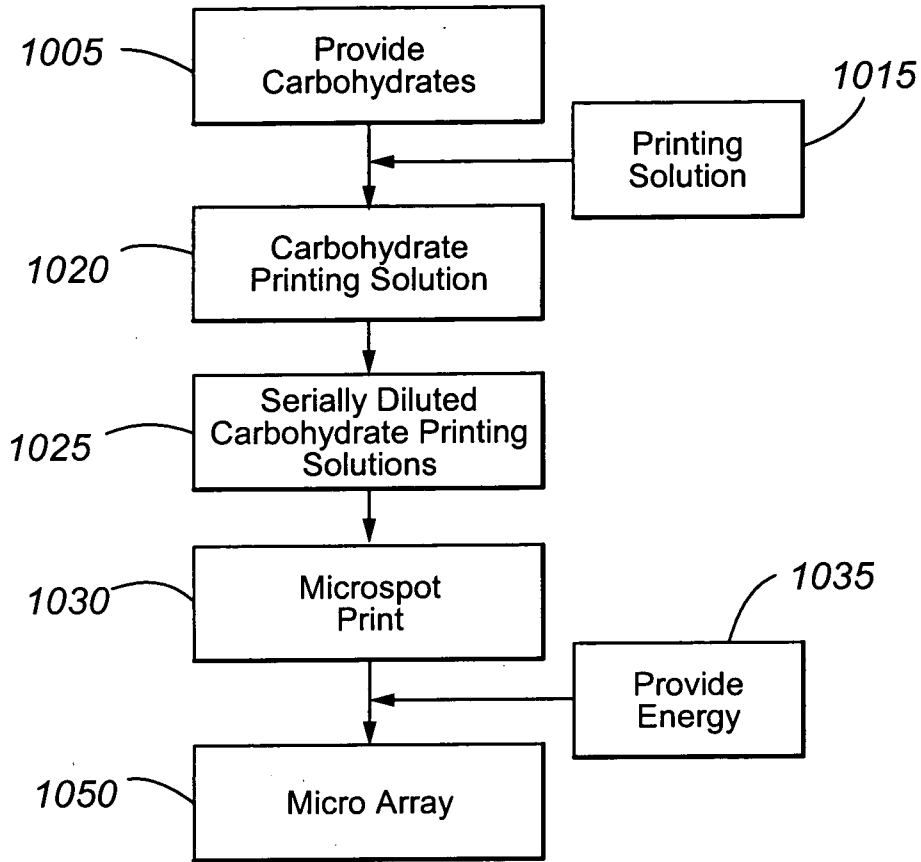 1005
Provide
Carbohydrates
1015
Printing
Solution
1020
Carbohydrate
Printing Solution
1025
Serially Diluted
Carbohydrate Printing
Solutions
1030
Microspot
Print
1035
Provide
Energy
1050
Micro Array